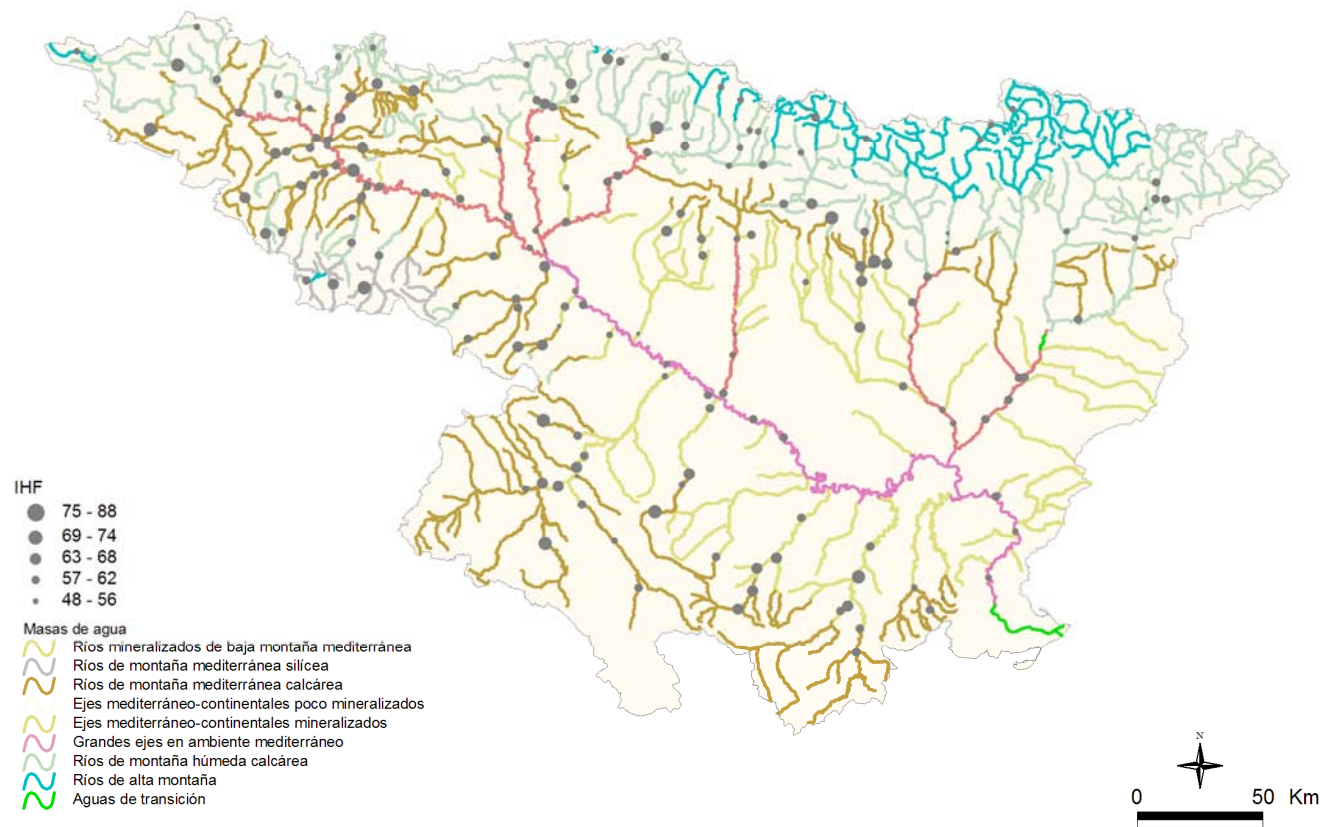 IHF
75 - 88
69 - 74
63 - 68
57 - 62
48 - 56
Masas de agua
Ríos mineralizados de baja montaña mediterránea
Ríos de montaña mediterránea silícea
Ríos de montaña mediterránea calcárea
Ejes mediterráneo-continentales poco mineralizados
Ejes mediterráneo-continentales mineralizados
Grandes ejes en ambiente mediterráneo
Ríos de montaña húmeda calcárea
Ríos de alta montaña
Aguas de transición
N
0 50 Km